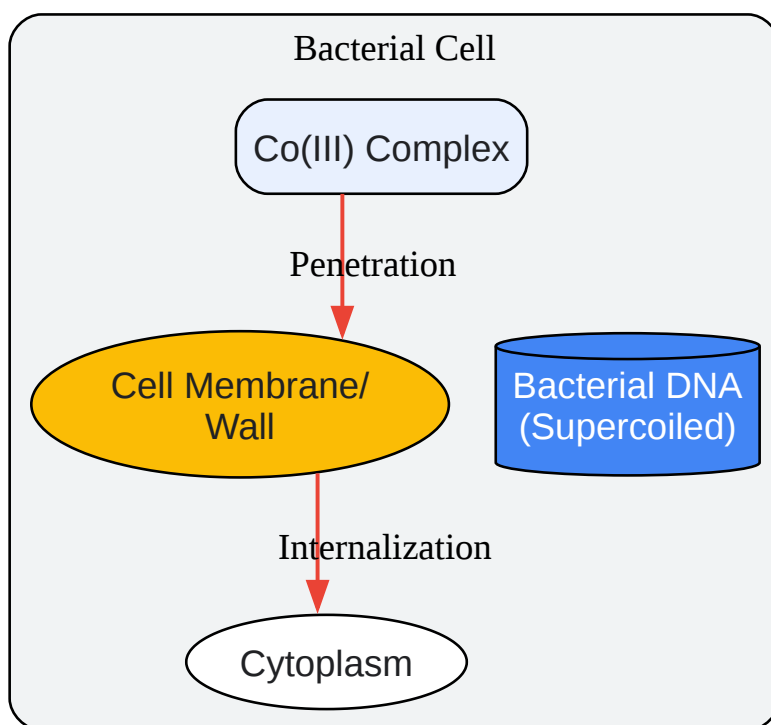 Bacterial Cell
Co(III) Complex
Penetration
Cell Membrane/
Wall
Bacterial DNA
(Supercoiled)
Internalization
Cytoplasm